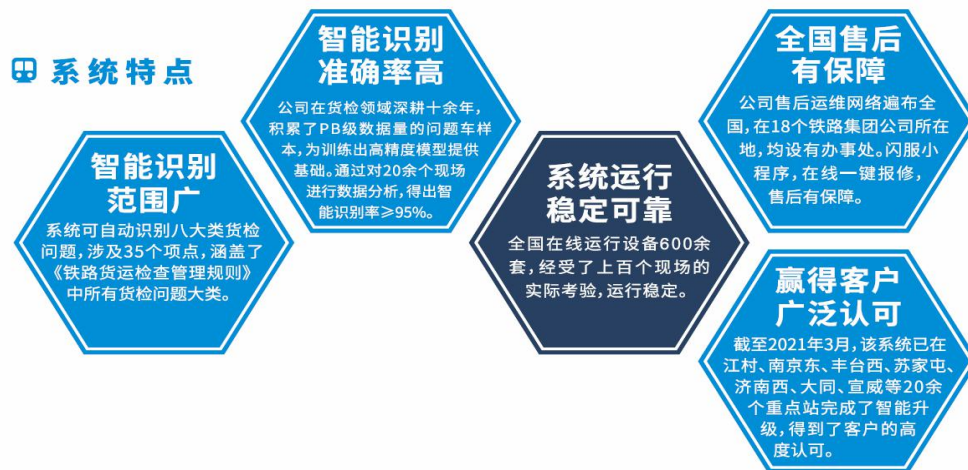 系统特点
智能识别
范围广
系统可自动识别八大类货检
问题,涉及35个项点,涵盖了
《铁路货运检查管理规则》
中所有货检问题大类。
智能识别
准确率高
公司在货检领域深耕十余年,
积累了PB级数据量的问题车样
本,为训练出高精度模型提供
基础。通过对20余个现场
进行数据分析,得出智
能识别率≥95%。
系统运行
稳定可靠
全国在线运行设备600余
套,经受了上百个现场的
实际考验,运行稳定。
全国售后
有保障
公司售后运维网络遍布全
国,在18个铁路集团公司所在
地,均设有办事处。闪服小
程序,在线一键报修,
售后有保障。
赢得客户
广泛认可
截至2021年3月,该系统已在
江村、南京东、丰台西、苏家屯、
济南西、大同、宣威等20余
个重点站完成了智能升
级,得到了客户的高
度认可。